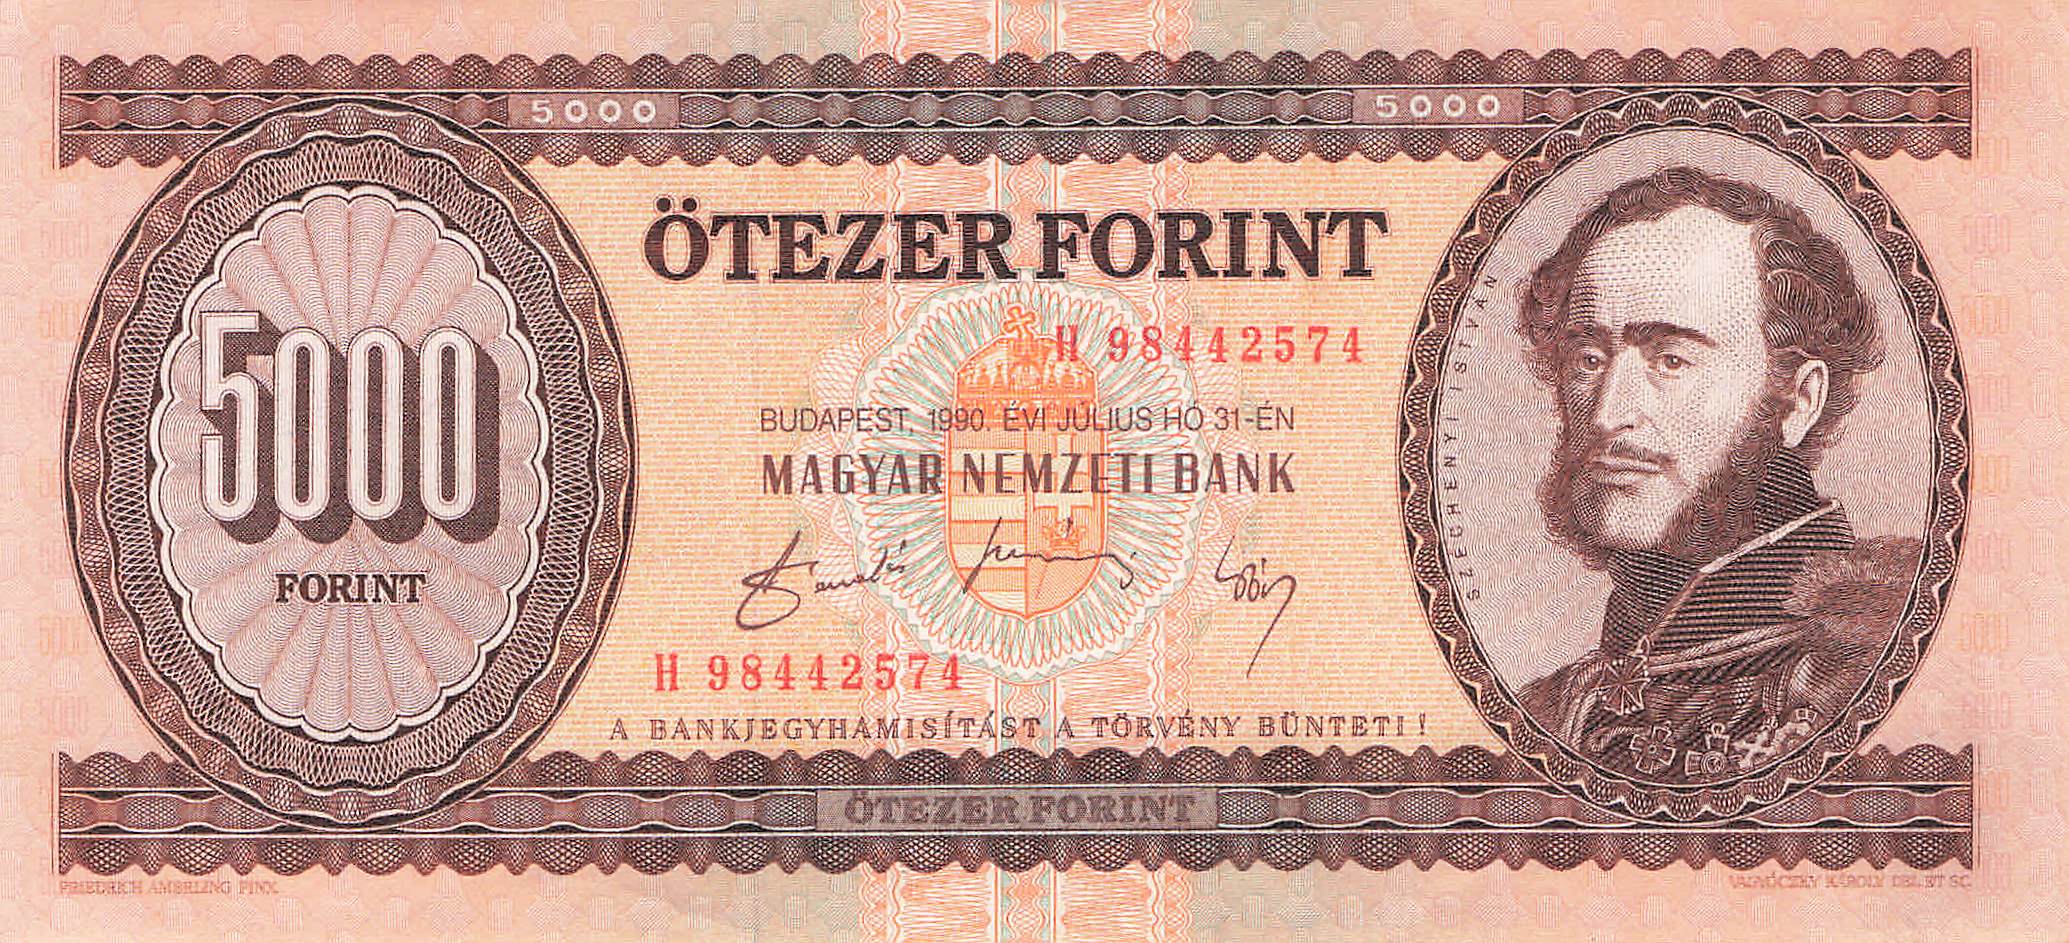 5000 5000
ÖTEZER FORINT
H 98442574
5000
FORINT
BUDAPEST, 1990. ÉVI JÚLIUS HÓ 31-ÉN
MAGYAR NEMZETI BANK
SZÉCHENYI ISTVÁN
H 98442574
A BANKJEGYHAMISÍTÁST A TÖRVÉNY BÜNTETI!
ÖTEZER FORINT
FRIEDRICH AMERLING PINX.
VAGYÓCZKY KÁROLY DEL. ET SC.